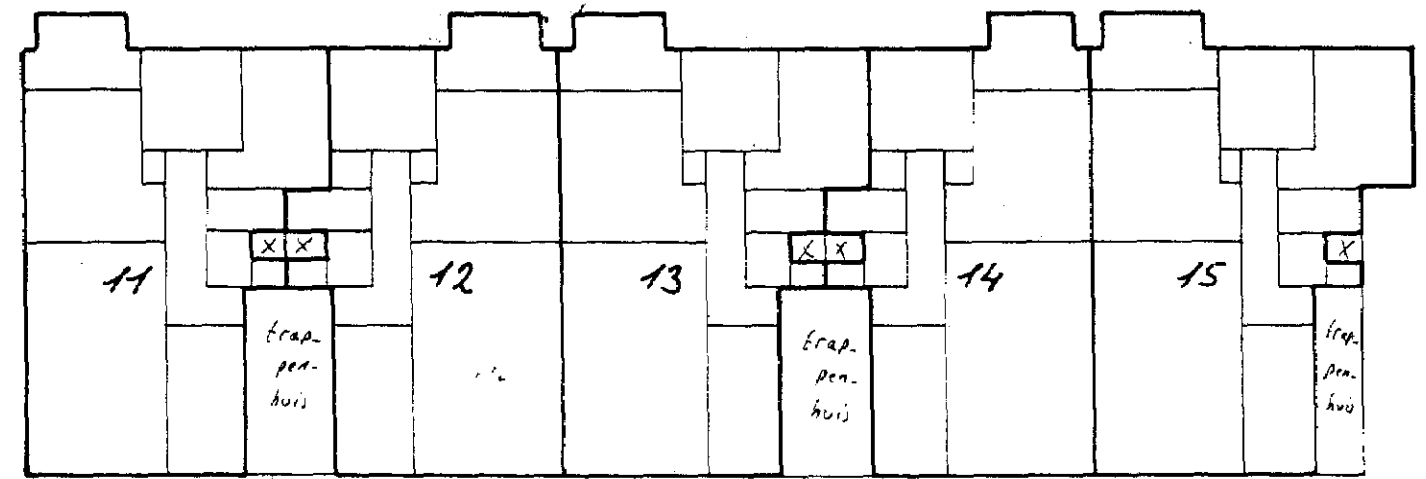 X X
X X
X
11
12
13
14
15
trap-
pen-
huis
trap-
pen-
huis
trap-
pen-
huis